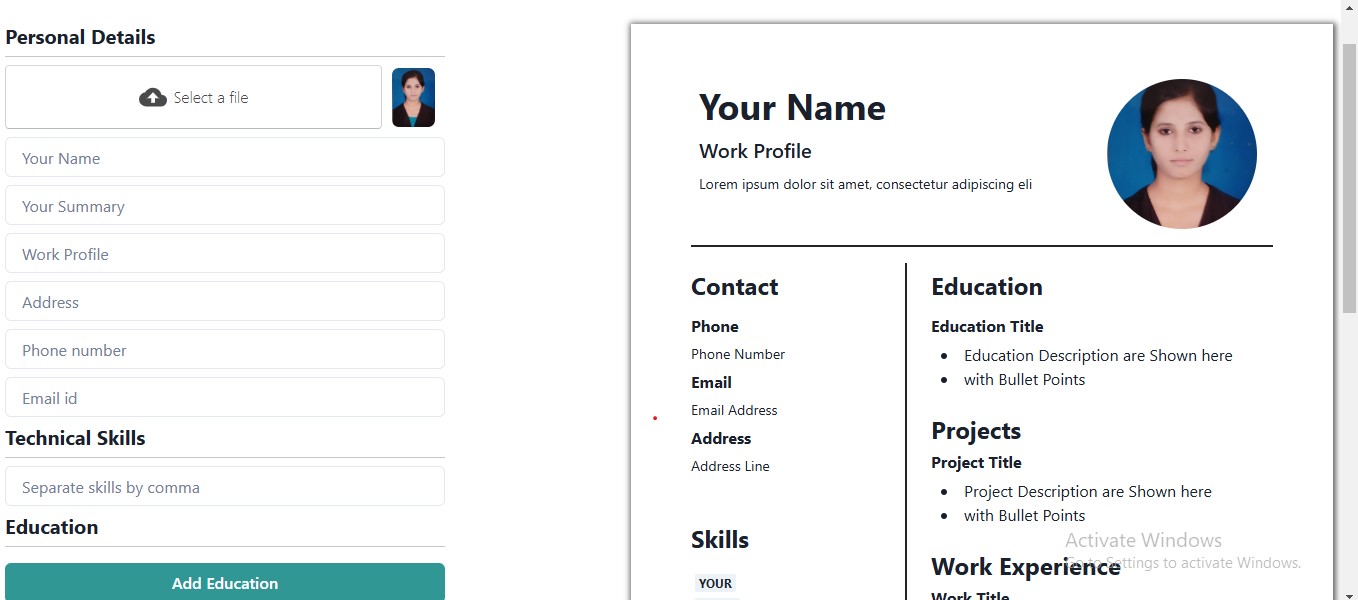 Personal Details
Select a file
Your Name
Your Summary
Work Profile
Address
Phone number
Email id
Technical Skills
Separate skills by comma
Education
Add Education
Your Name
Work Profile
Lorem ipsum dolor sit amet, consectetur adipiscing eli
Contact
Phone
Phone Number
Email
Email Address
Address
Address Line
Skills
YOUR
Education
Education Title
• Education Description are Shown here
• with Bullet Points
Projects
Project Title
• Project Description are Shown here
• with Bullet Points
Work Experience
Work Title
Activate Windows
Go to Settings to activate Windows.